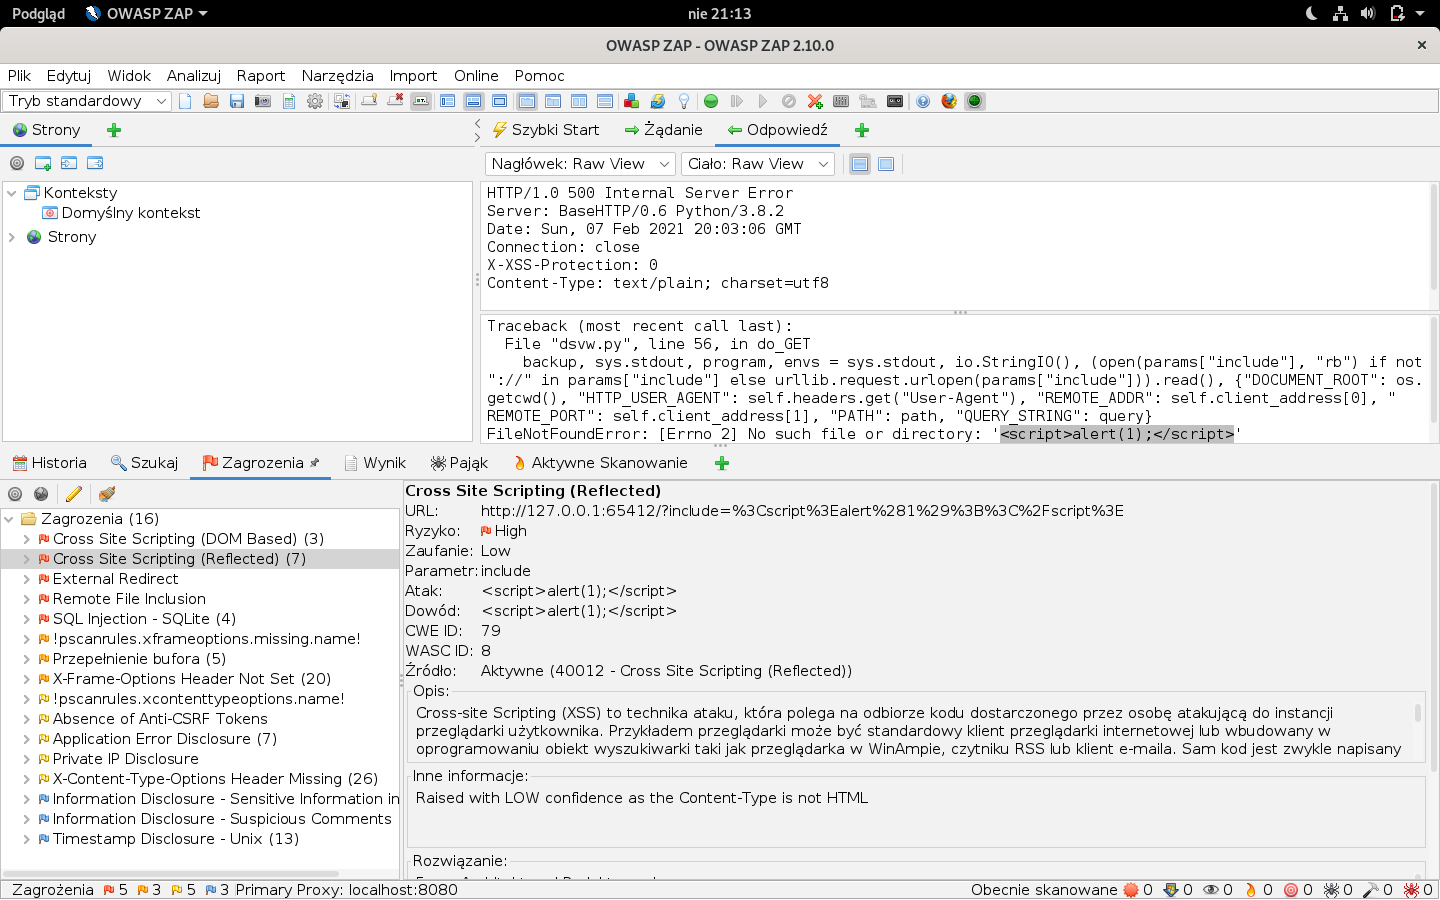 Podgląd OWASP ZAP nie 21:13
OWASP ZAP - OWASP ZAP 2.10.0
Plik Edytuj Widok Analizuj Raport Narzędzia Import Online Pomoc
Tryb standardowy
Strony
Szybki Start Żądanie Odpowiedź
Nagłówek: Raw View Ciało: Raw View
Konteksty
Domyślny kontekst
Strony
HTTP/1.0 500 Internal Server Error
Server: BaseHTTP/0.6 Python/3.8.2
Date: Sun, 07 Feb 2021 20:03:06 GMT
Connection: close
X-XSS-Protection: 0
Content-Type: text/plain; charset=utf8
Traceback (most recent call last):
File "dsvw.py", line 56, in do_GET
backup, sys.stdout, program, envs = sys.stdout, io.StringIO(), (open(params["include"], "rb") if not
"://" in params["include"] else urllib.request.urlopen(params["include"])).read(), {"DOCUMENT_ROOT": os.
getcwd(), "HTTP_USER_AGENT": self.headers.get("User-Agent"), "REMOTE_ADDR": self.client_address[0], "
REMOTE_PORT": self.client_address[1], "PATH": path, "QUERY_STRING": query}
FileNotFoundError: [Errno 2] No such file or directory: '<script>alert(1);</script>'
Historia Szukaj Zagrozenia Wynik Pająk Aktywne Skanowanie
Zagrozenia (16)
Cross Site Scripting (DOM Based) (3)
Cross Site Scripting (Reflected) (7)
External Redirect
Remote File Inclusion
SQL Injection - SQLite (4)
!pscanrules.xframeoptions.missing.name!
Przepełnienie bufora (5)
X-Frame-Options Header Not Set (20)
!pscanrules.xcontenttypeoptions.name!
Absence of Anti-CSRF Tokens
Application Error Disclosure (7)
Private IP Disclosure
X-Content-Type-Options Header Missing (26)
Information Disclosure - Sensitive Information in
Information Disclosure - Suspicious Comments
Timestamp Disclosure - Unix (13)
Cross Site Scripting (Reflected)
URL: http://127.0.0.1:65412/?include=%3Cscript%3Ealert%281%29%3B%3C%2Fscript%3E
Ryzyko: High
Zaufanie: Low
Parametr: include
Atak: <script>alert(1);</script>
Dowód: <script>alert(1);</script>
CWE ID: 79
WASC ID: 8
Źródło: Aktywne (40012 - Cross Site Scripting (Reflected))
Opis:
Cross-site Scripting (XSS) to technika ataku, która polega na odbiorze kodu dostarczonego przez osobę atakującą do instancji
przeglądarki użytkownika. Przykładem przeglądarki może być standardowy klient przeglądarki internetowej lub wbudowany w
oprogramowaniu obiekt wyszukiwarki taki jak przeglądarka w WinAmpie, czytniku RSS lub klient e-maila. Sam kod jest zwykle napisany
Inne informacje:
Raised with LOW confidence as the Content-Type is not HTML
Rozwiązanie:
Zagrożenia 5 3 5 3 Primary Proxy: localhost:8080 Obecnie skanowane 0 0 0 0 0 0 0 0